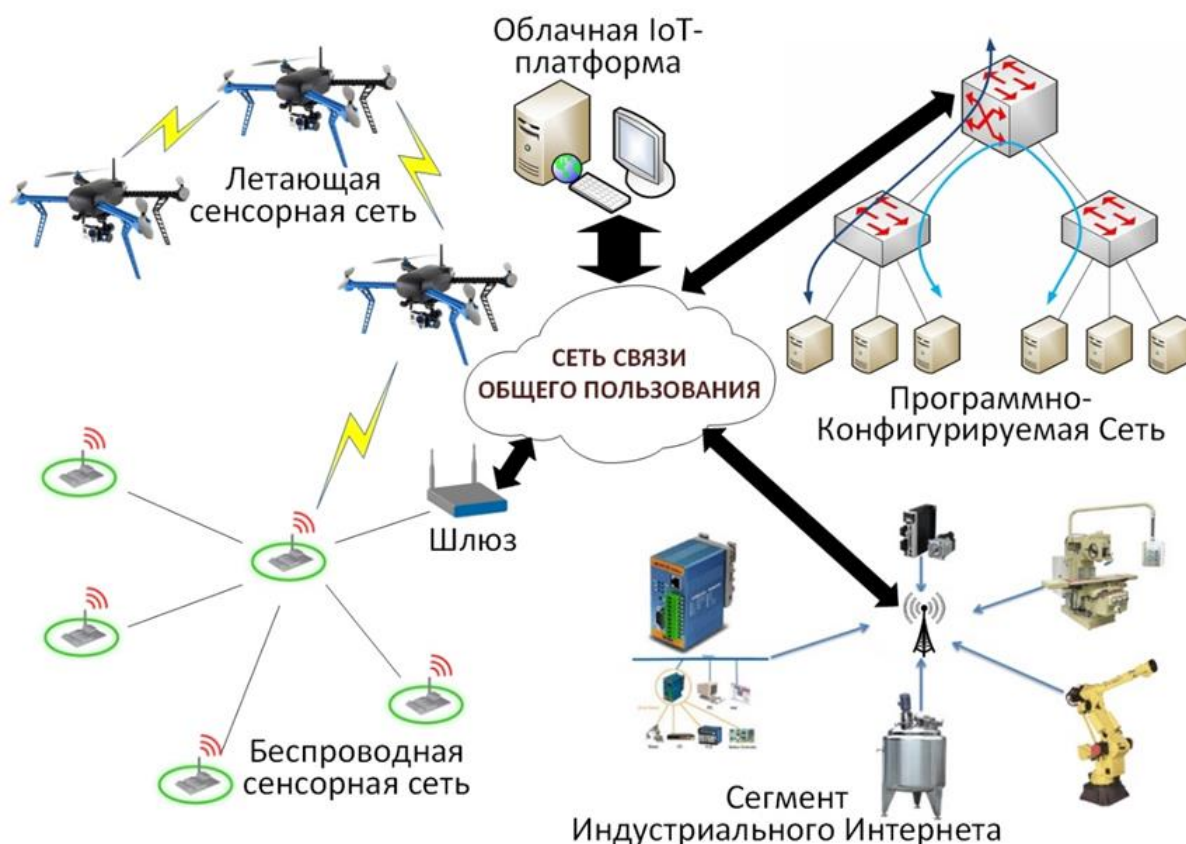 Облачная IoT-
платформа
Летающая
сенсорная сеть
СЕТЬ СВЯЗИ
ОБЩЕГО ПОЛЬЗОВАНИЯ
Программно-
Конфигурируемая Сеть
Шлюз
Беспроводная
сенсорная сеть
Сегмент
Индустриального Интернета